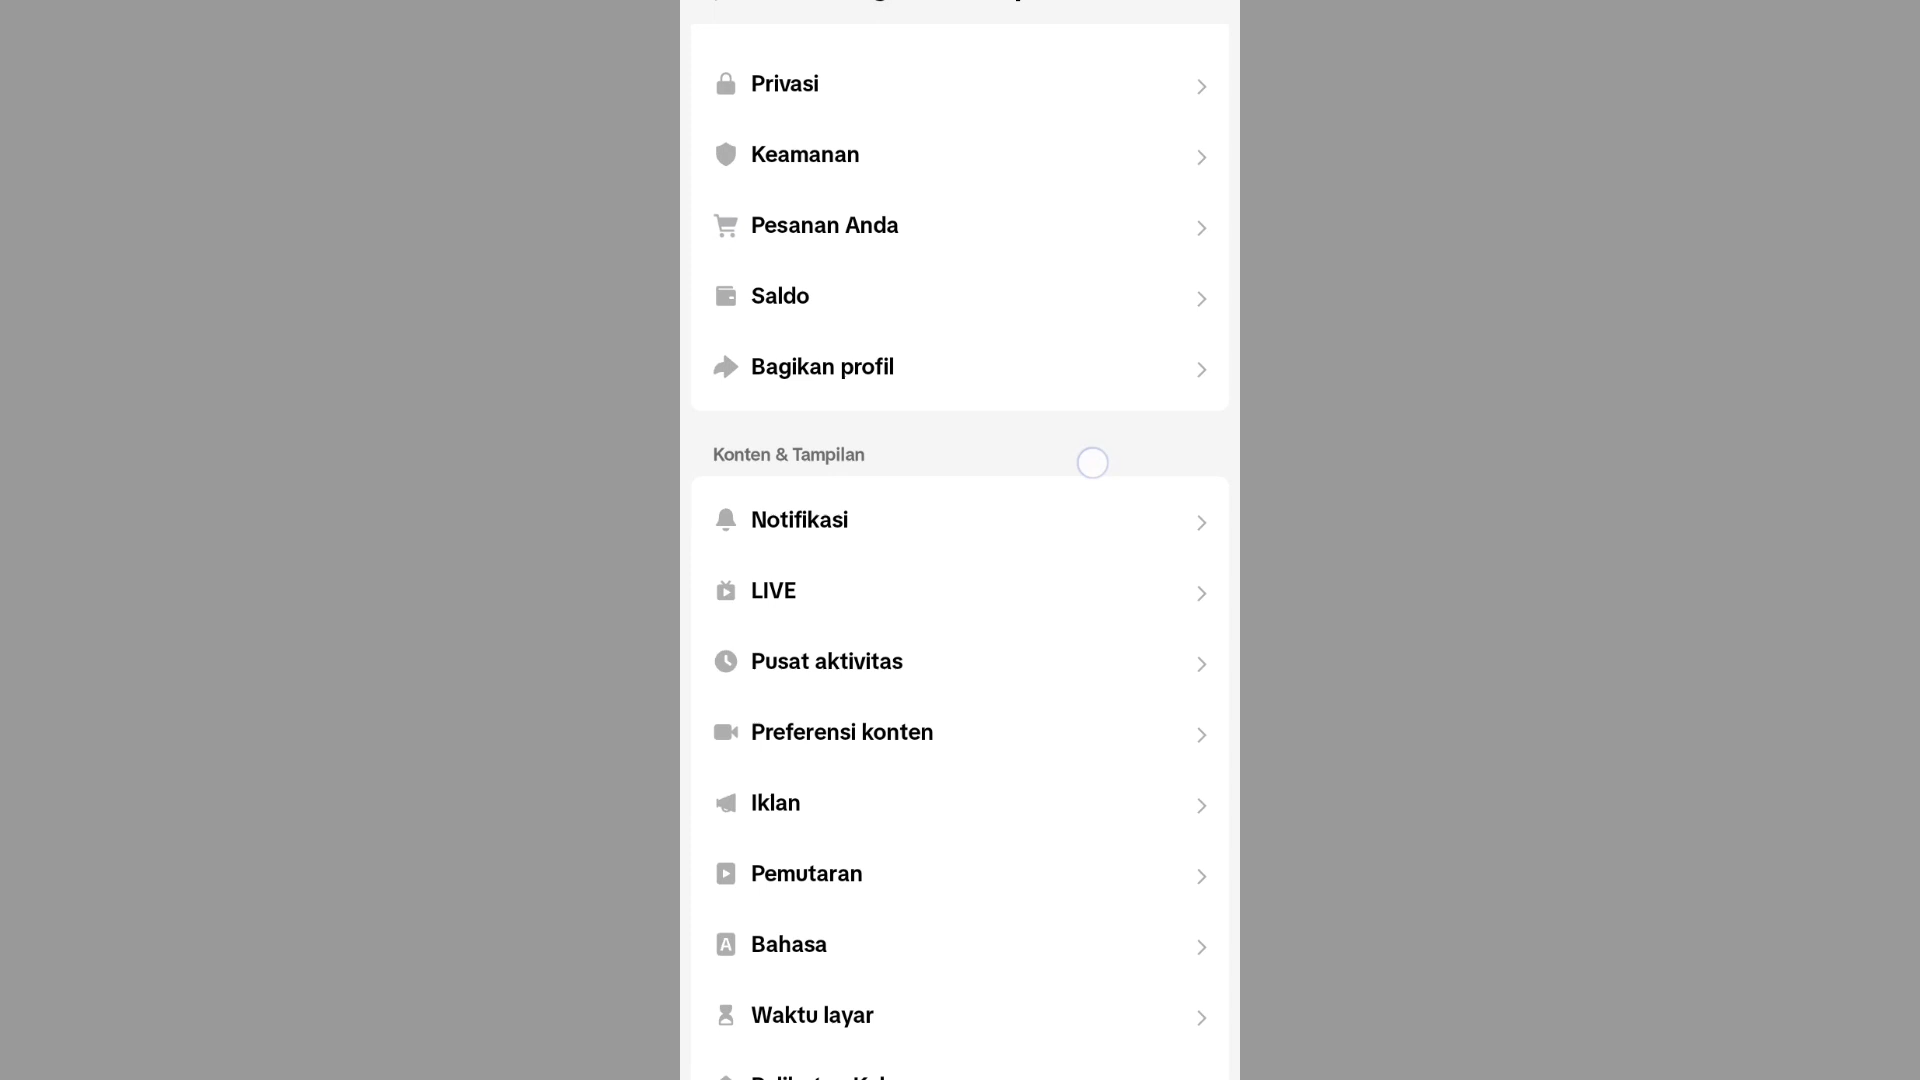 Privasi
Keamanan
Pesanan Anda
Saldo
Bagikan profil
Konten & Tampilan
Notifikasi
LIVE
Pusat aktivitas
Preferensi konten
Iklan
Pemutaran
A Bahasa
Waktu layar